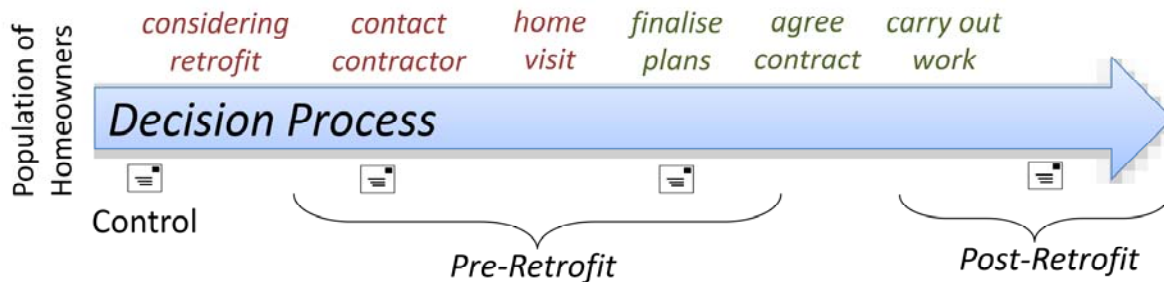 Population of
Homeowners
considering
retrofit
contact
contractor
home
visit
finalise
plans
agree
contract
carry out
work
Decision Process
Control
Pre-Retrofit
Post-Retrofit